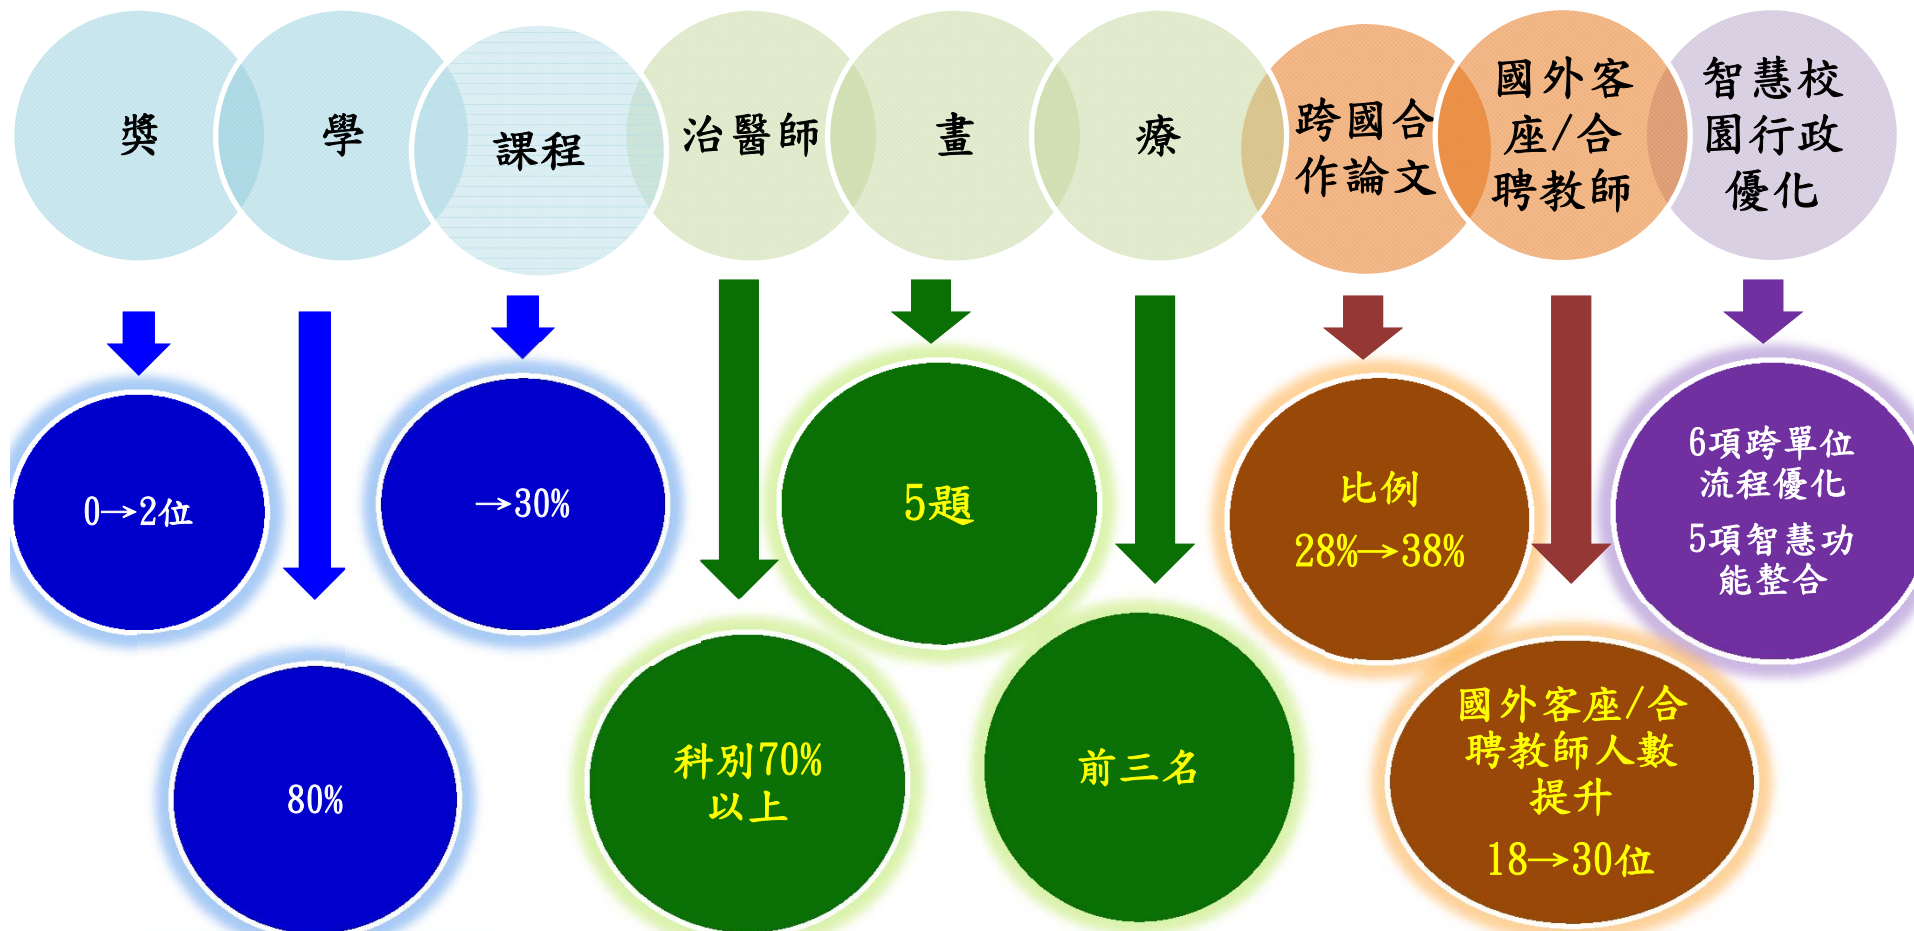 獎
學
課程
治醫師
畫
療
跨國合
作論文
國外客
座/合
聘教師
智慧校
園行政
優化
0→2位
80%
→30%
科別70%
以上
5題
前三名
比例
28%→38%
國外客座/合
聘教師人數
提升
18→30位
6項跨單位
流程優化
5項智慧功
能整合